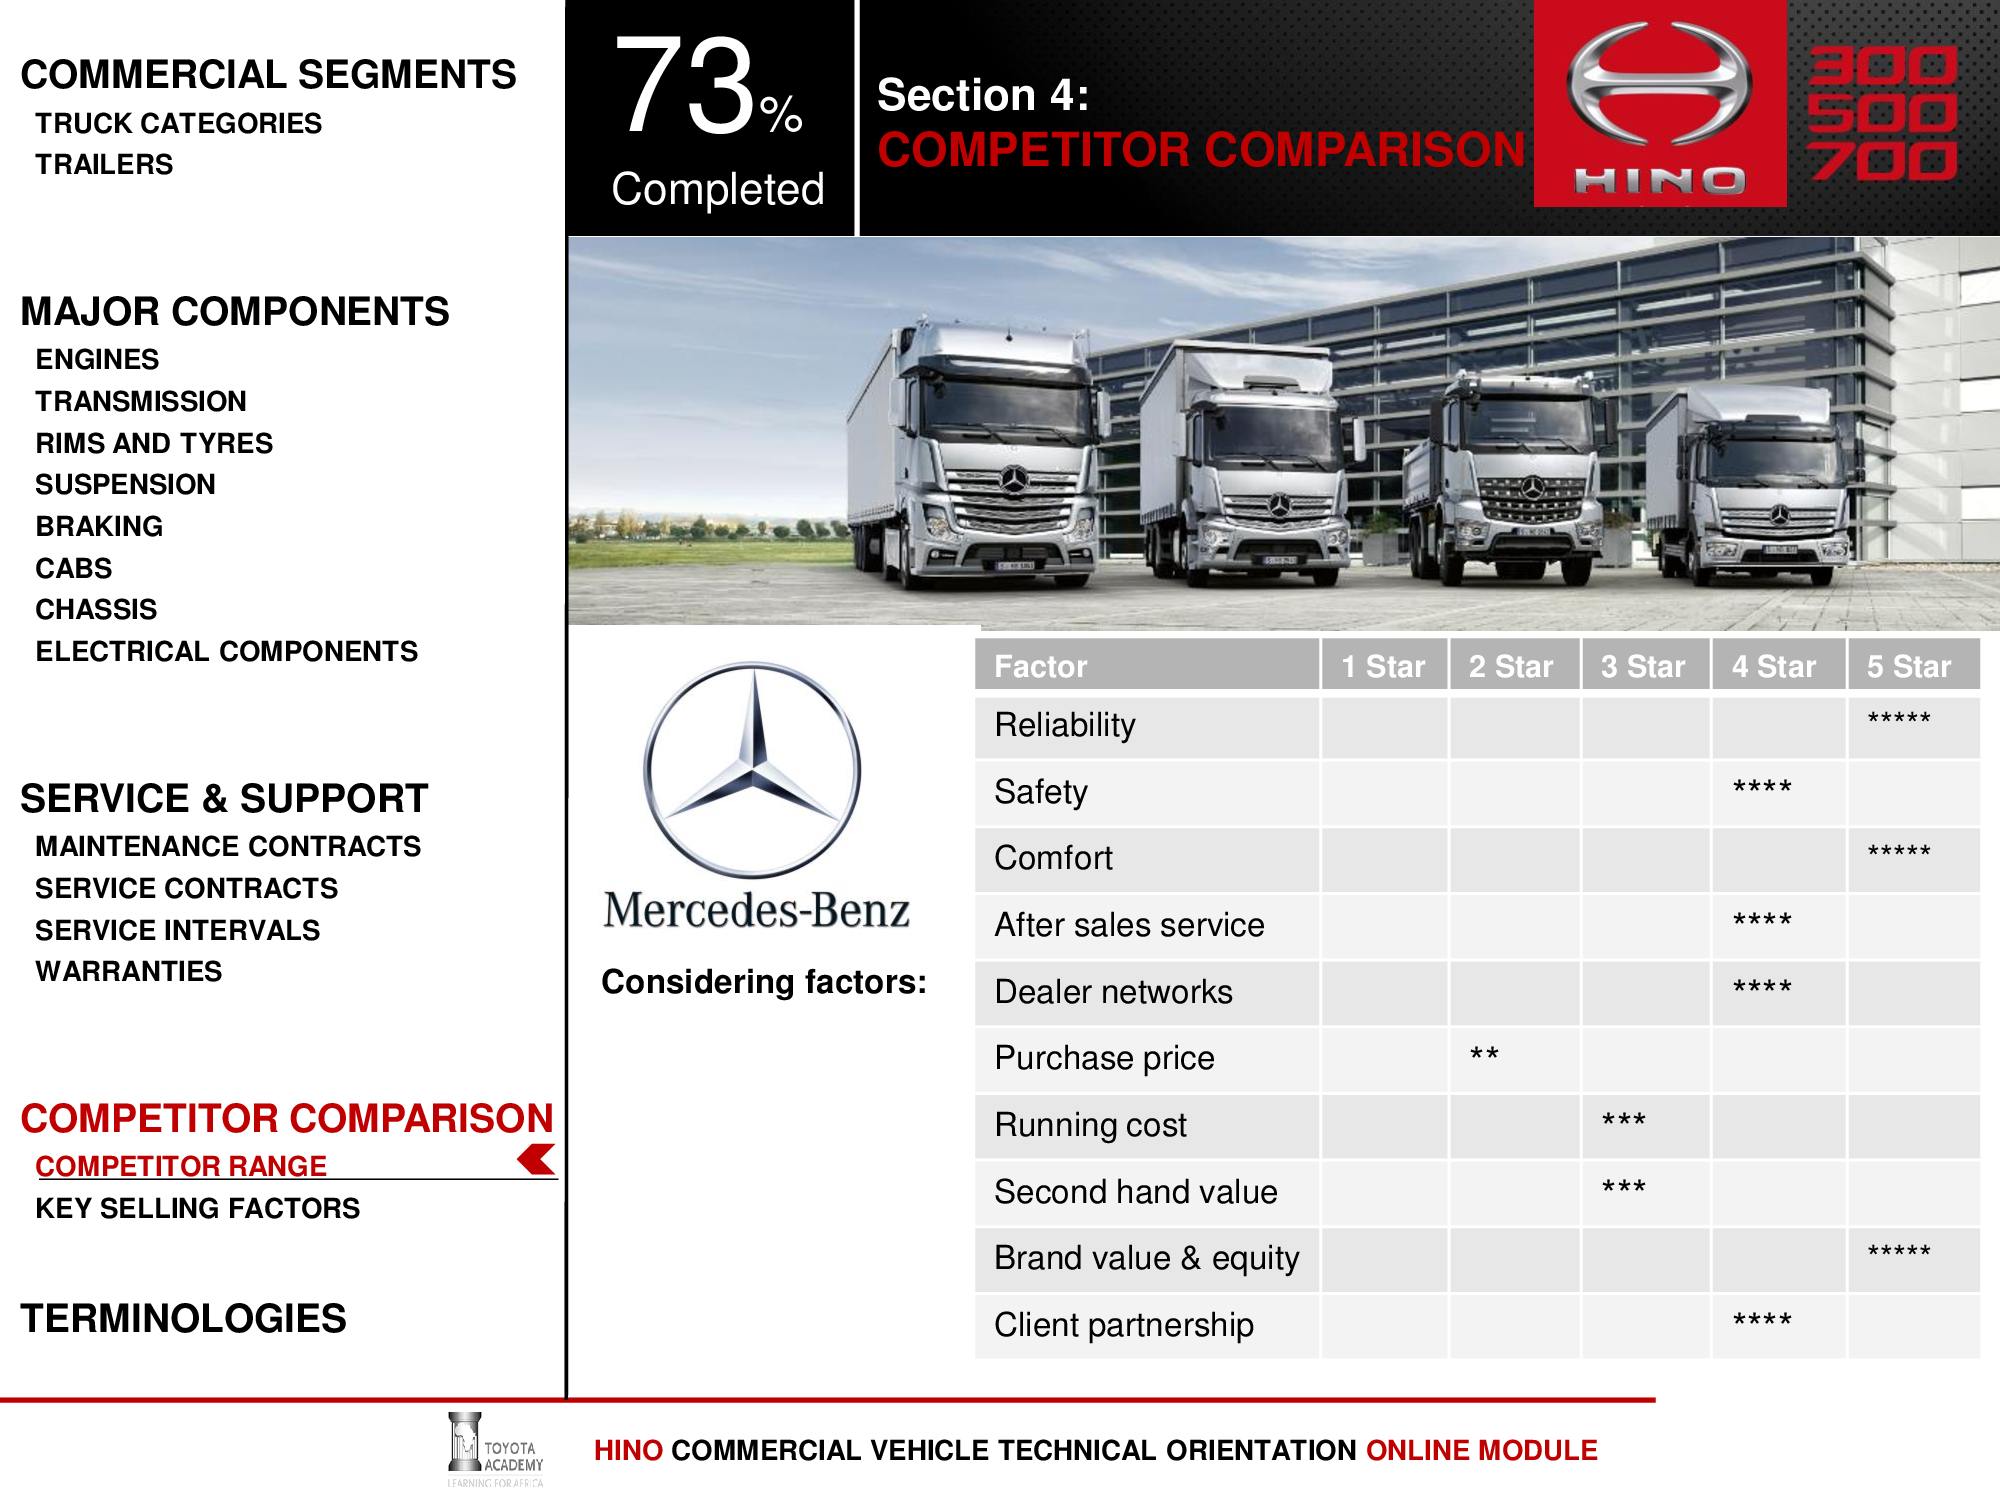 COMMERCIAL SEGMENTS
TRUCK CATEGORIES
TRAILERS
MAJOR COMPONENTS
ENGINES
TRANSMISSION
RIMS AND TYRES
SUSPENSION
BRAKING
CABS
CHASSIS
ELECTRICAL COMPONENTS
SERVICE & SUPPORT
MAINTENANCE CONTRACTS
SERVICE CONTRACTS
SERVICE INTERVALS
WARRANTIES
COMPETITOR COMPARISON
COMPETITOR RANGE
KEY SELLING FACTORS
TERMINOLOGIES
73%
Completed
Section 4:
COMPETITOR COMPARISON
HINO
300
500
700
Mercedes-Benz
Considering factors:
Factor 1 Star 2 Star 3 Star 4 Star 5 Star
Reliability *****
Safety ****
Comfort *****
After sales service ****
Dealer networks ****
Purchase price **
Running cost ***
Second hand value ***
Brand value & equity *****
Client partnership ****
TOYOTA
ACADEMY
LEARNING FOR AFRICA
HINO COMMERCIAL VEHICLE TECHNICAL ORIENTATION ONLINE MODULE